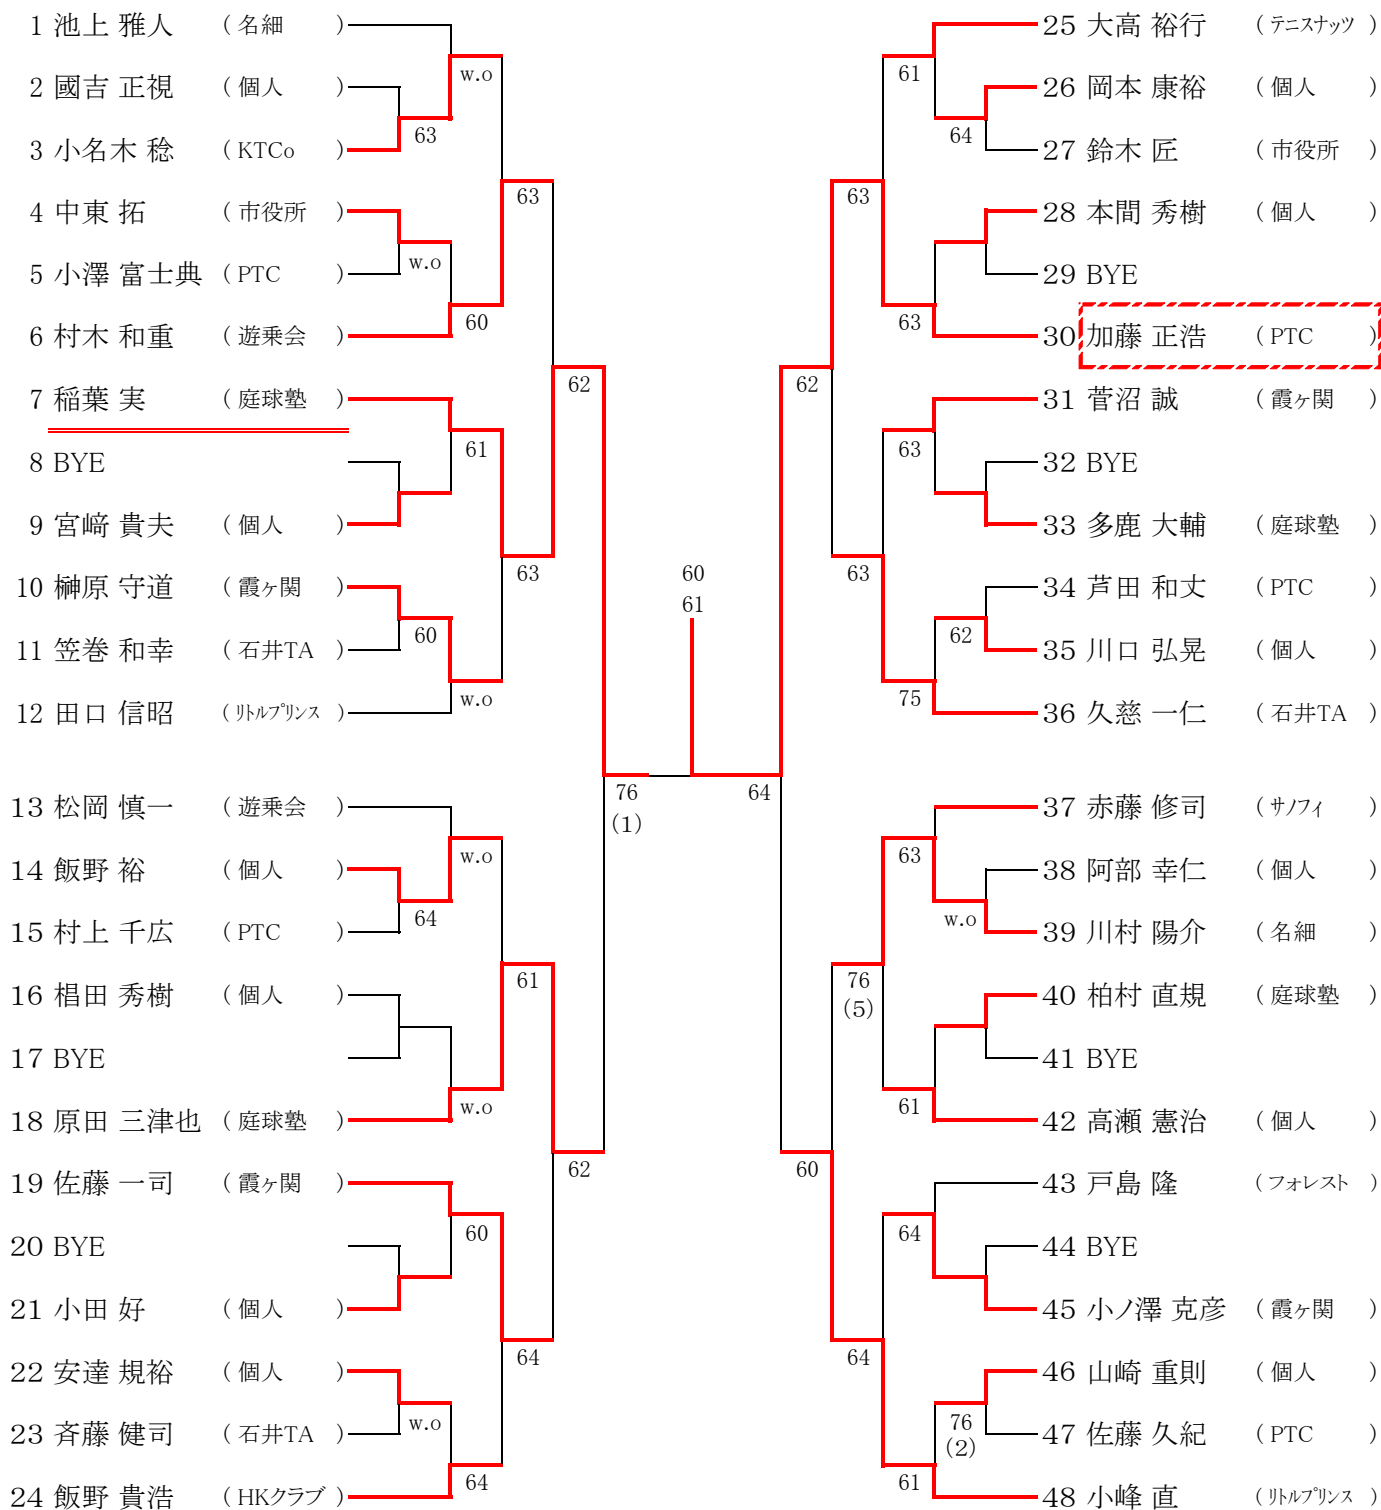 1 池上 雅人 (名細)
w.o
2 國吉 正視 (個人)
63
3 小名木 稔 (KTCo)
63
4 中東 拓 (市役所)
w.o
5 小澤 富士典 (PTC)
60
6 村木 和重 (遊乗会)
62
7 稲葉 実 (庭球塾)
61
8 BYE
9 宮﨑 貴夫 (個人)
63
10 榊原 守道 (霞ヶ関)
60
11 笠巻 和幸 (石井TA)
w.o
12 田口 信昭 (リトルプリンス)
76
(1)
13 松岡 慎一 (遊乗会)
w.o
14 飯野 裕 (個人)
64
15 村上 千広 (PTC)
61
16 椙田 秀樹 (個人)
17 BYE
w.o
18 原田 三津也 (庭球塾)
62
19 佐藤 一司 (霞ヶ関)
60
20 BYE
21 小田 好 (個人)
64
22 安達 規裕 (個人)
w.o
23 斉藤 健司 (石井TA)
64
24 飯野 貴浩 (HKクラブ)
60
61
25 大高 裕行 (テニスナッツ)
61
26 岡本 康裕 (個人)
64
27 鈴木 匠 (市役所)
63
28 本間 秀樹 (個人)
29 BYE
63
30 加藤 正浩 (PTC)
62
31 菅沼 誠 (霞ヶ関)
63
32 BYE
33 多鹿 大輔 (庭球塾)
63
34 芦田 和丈 (PTC)
62
35 川口 弘晃 (個人)
75
36 久慈 一仁 (石井TA)
64
37 赤藤 修司 (サノフィ)
63
38 阿部 幸仁 (個人)
w.o
39 川村 陽介 (名細)
76
(5)
40 柏村 直規 (庭球塾)
41 BYE
61
42 高瀬 憲治 (個人)
60
43 戸島 隆 (フォレスト)
64
44 BYE
45 小ノ澤 克彦 (霞ヶ関)
64
46 山崎 重則 (個人)
76
(2)
47 佐藤 久紀 (PTC)
61
48 小峰 直 (リトルプリンス)